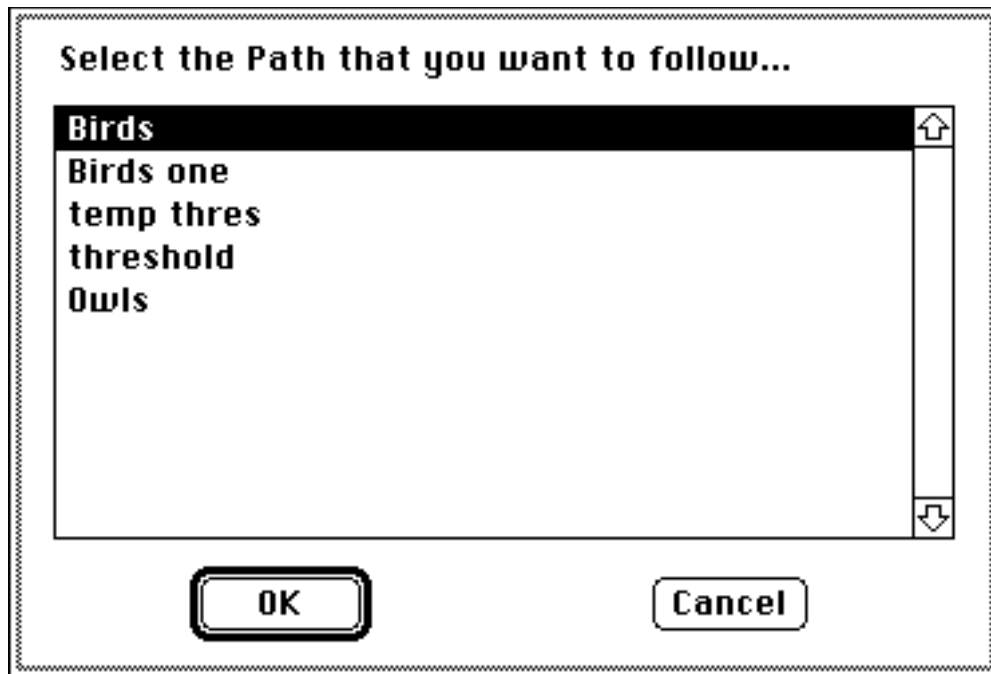 Select the Path that you want to follow...
Birds
Birds one
temp thres
threshold
Owls
OK
Cancel